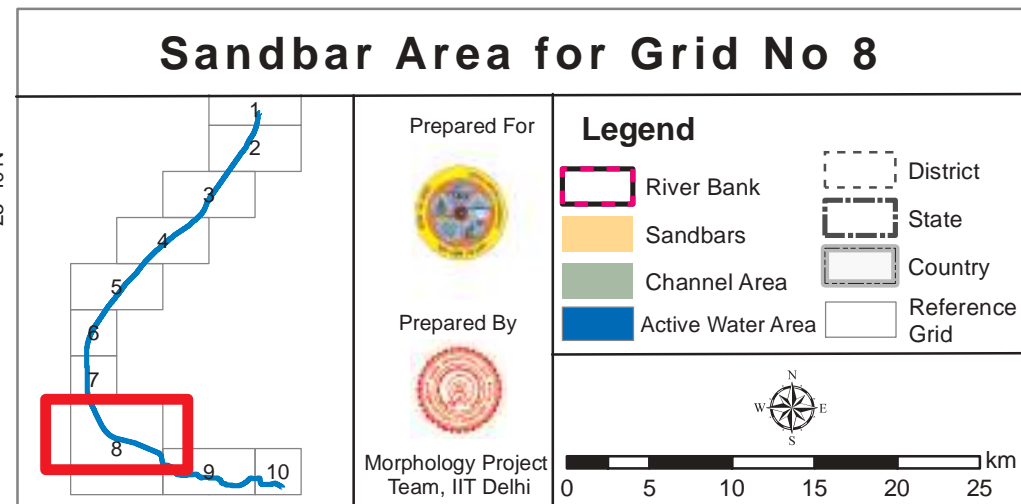 Sandbar Area for Grid No 8
1
2
3
4
5
6
7
8
9
10
Prepared For
Prepared By
Morphology Project
Team, IIT Delhi
Legend
River Bank
Sandbars
Channel Area
Active Water Area
District
State
Country
Reference
Grid
N
W E
S
km
0 5 10 15 20 25